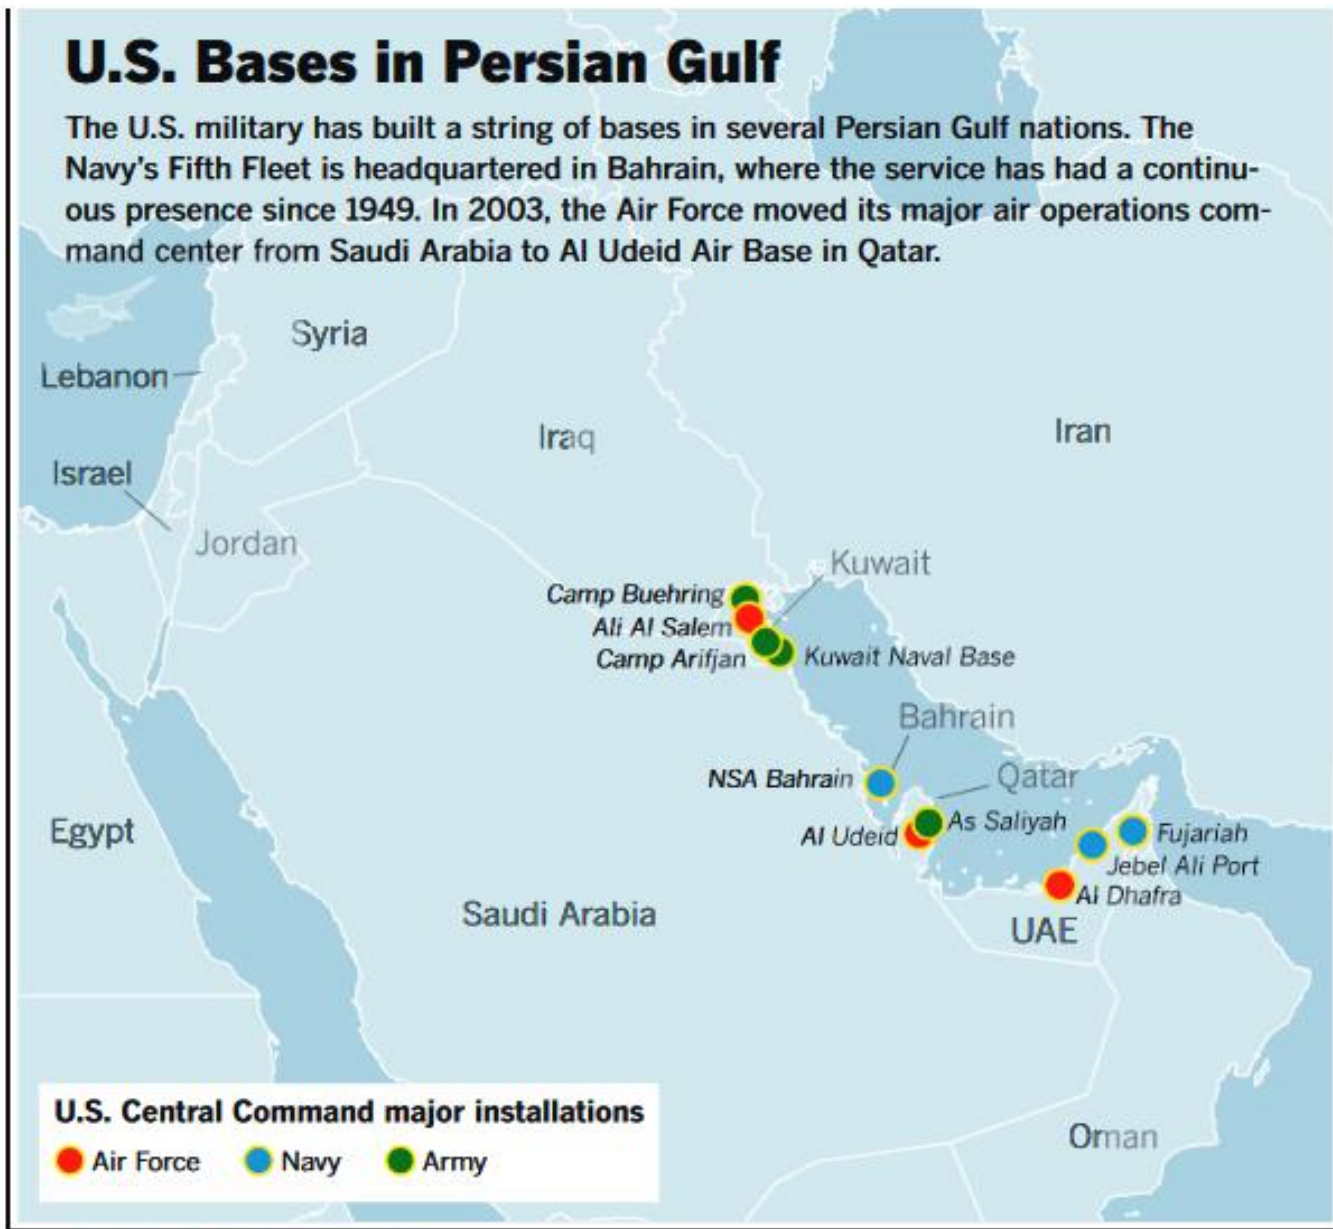 U.S. Bases in Persian Gulf
The U.S. military has built a string of bases in several Persian Gulf nations. The
Navy's Fifth Fleet is headquartered in Bahrain, where the service has had a continu-
ous presence since 1949. In 2003, the Air Force moved its major air operations com-
mand center from Saudi Arabia to Al Udeid Air Base in Qatar.
Syria
Lebanon
Iraq
Iran
Israel
Jordan
Kuwait
Camp Buehring
Ali Al Salem
Camp Arifjan
Kuwait Naval Base
Bahrain
NSA Bahrain
Qatar
Egypt
Al Udeid
As Saliyah
Fujariah
Jebel Ali Port
Al Dhafra
Saudi Arabia
UAE
Oman
U.S. Central Command major installations
Air Force Navy Army